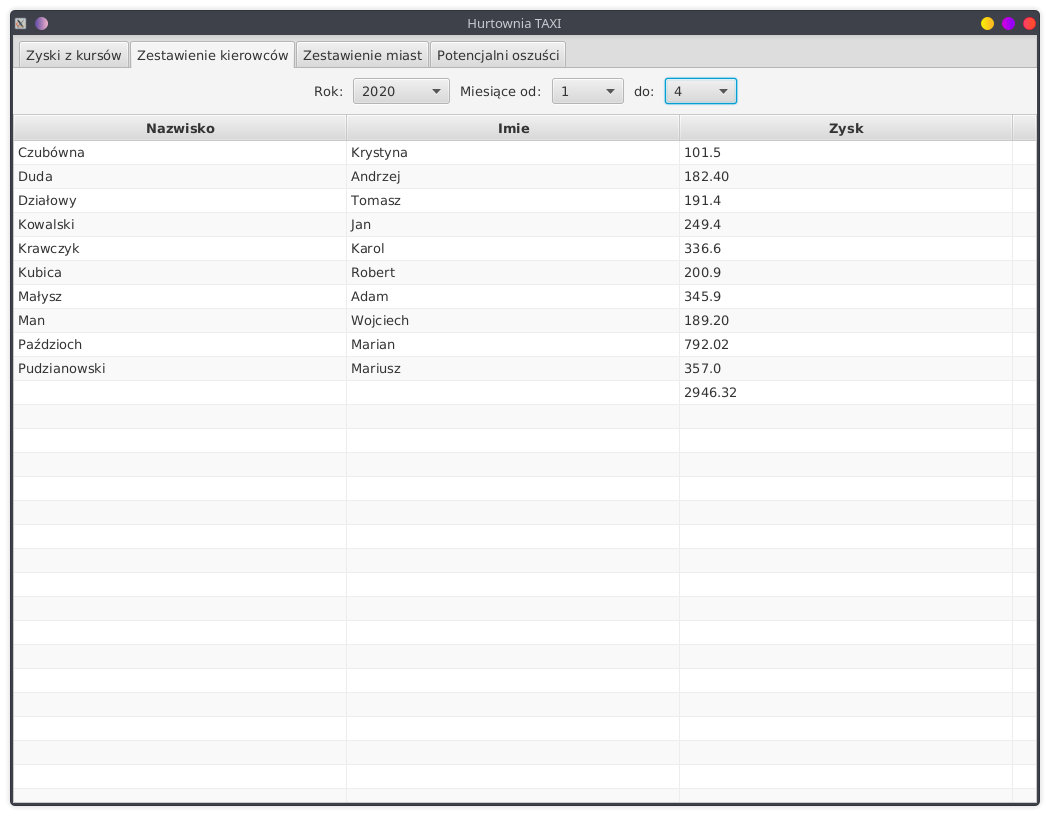 Hurtownia TAXI
Zyski z kursów Zestawienie kierowców Zestawienie miast Potencjalni oszuści
Rok: 2020 Miesiące od: 1 do: 4
Nazwisko Imie Zysk
Czubówna Krystyna 101.5
Duda Andrzej 182.40
Działowy Tomasz 191.4
Kowalski Jan 249.4
Krawczyk Karol 336.6
Kubica Robert 200.9
Małysz Adam 345.9
Man Wojciech 189.20
Paździoch Marian 792.02
Pudzianowski Mariusz 357.0
2946.32